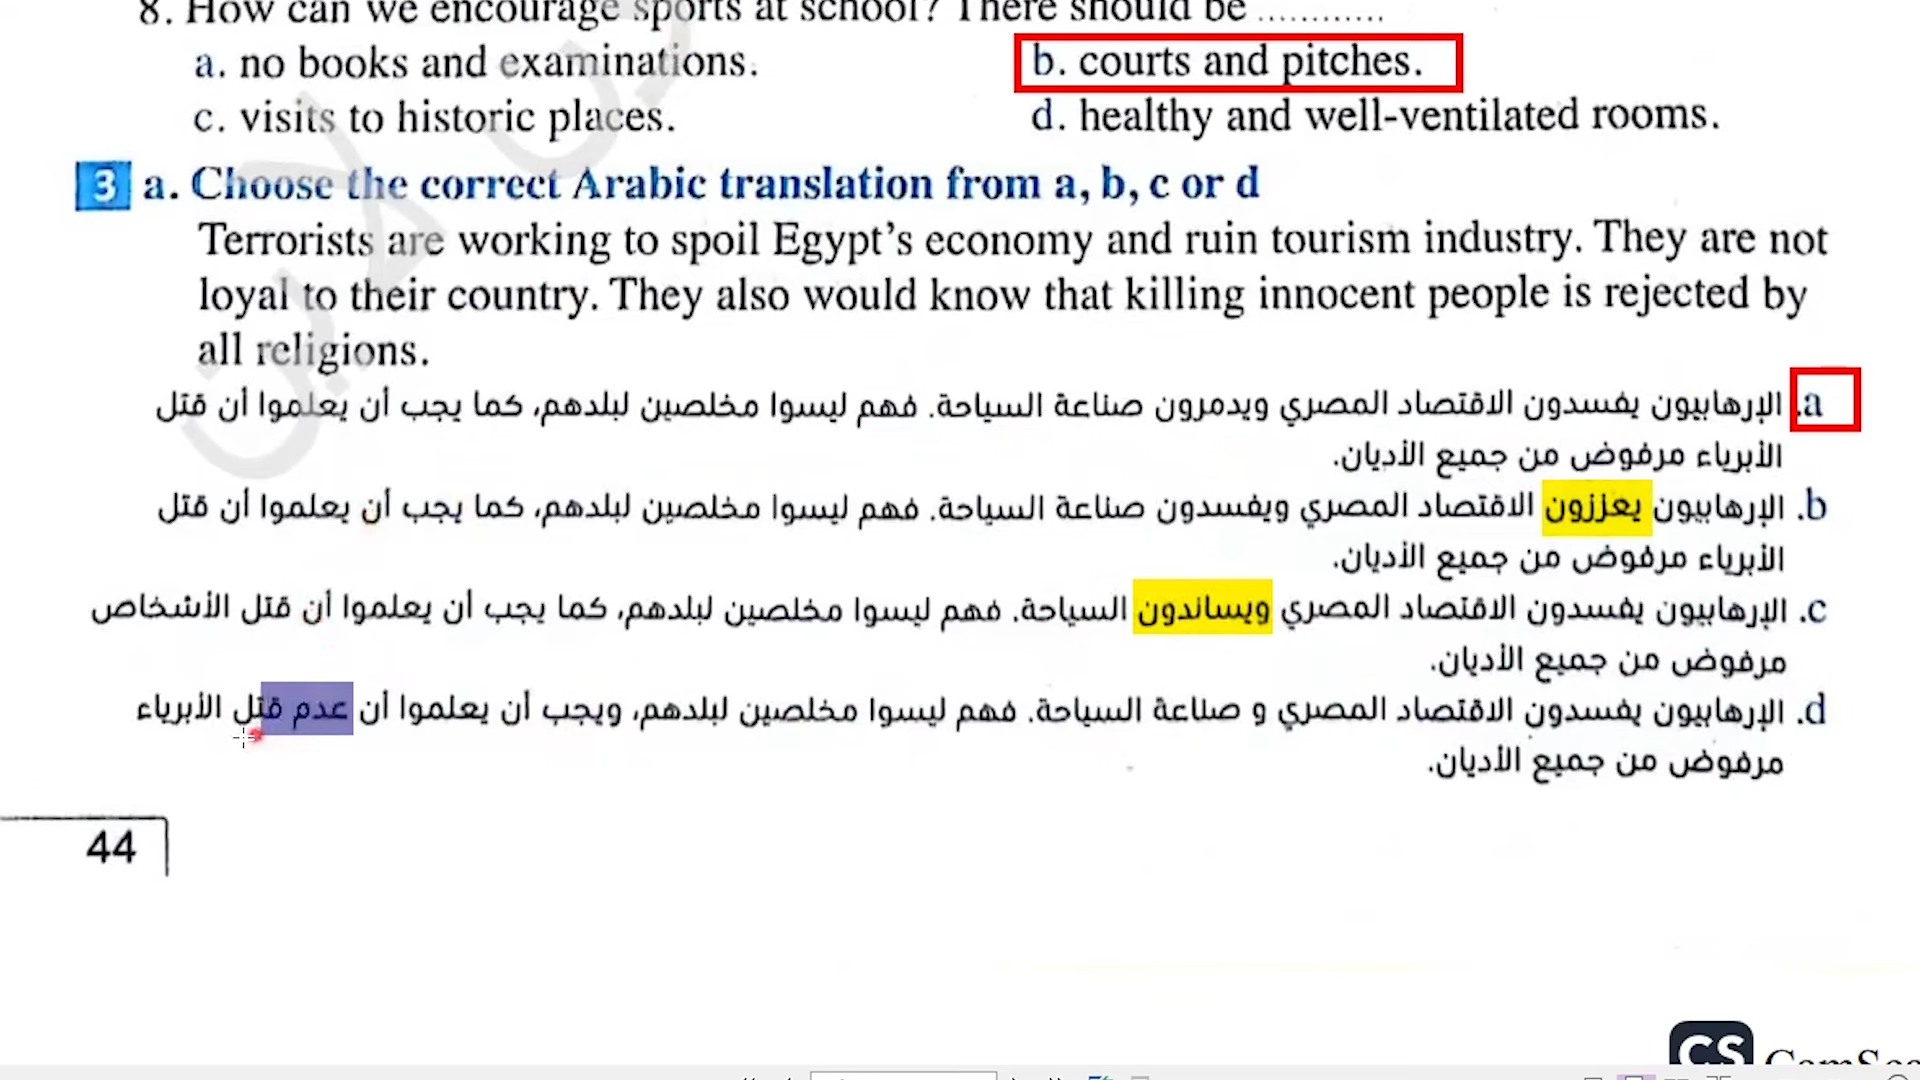 8. How can we encourage sports at school? There should be ............
a. no books and examinations.
b. courts and pitches.
c. visits to historic places.
d. healthy and well-ventilated rooms.
3 a. Choose the correct Arabic translation from a, b, c or d
Terrorists are working to spoil Egypt's economy and ruin tourism industry. They are not
loyal to their country. They also would know that killing innocent people is rejected by
all religions.
a. الإرهابيون يفسدون الاقتصاد المصري ويدمرون صناعة السياحة. فهم ليسوا مخلصين لبلدهم، كما يجب أن يعلموا أن قتل
الأبرياء مرفوض من جميع الأديان.
b. الإرهابيون يعززون الاقتصاد المصري ويفسدون صناعة السياحة. فهم ليسوا مخلصين لبلدهم، كما يجب أن يعلموا أن قتل
الأبرياء مرفوض من جميع الأديان.
c. الإرهابيون يفسدون الاقتصاد المصري ويساندون السياحة. فهم ليسوا مخلصين لبلدهم، كما يجب أن يعلموا أن قتل الأشخاص
مرفوض من جميع الأديان.
d. الإرهابيون يفسدون الاقتصاد المصري و صناعة السياحة. فهم ليسوا مخلصين لبلدهم، ويجب أن يعلموا أن عدم قتل الأبرياء
مرفوض من جميع الأديان.
44
CS